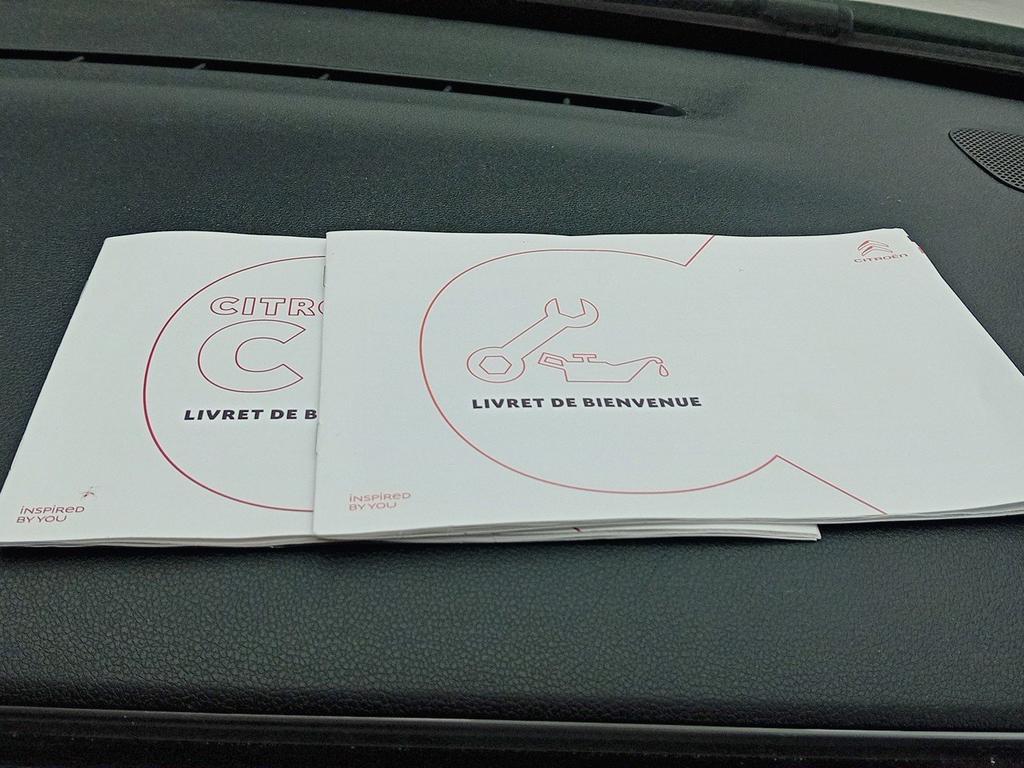 CITRO
C
LIVRET DE B
INSPIRED
BY YOU
CITROËN
LIVRET DE BIENVENUE
INSPIRED
BY YOU